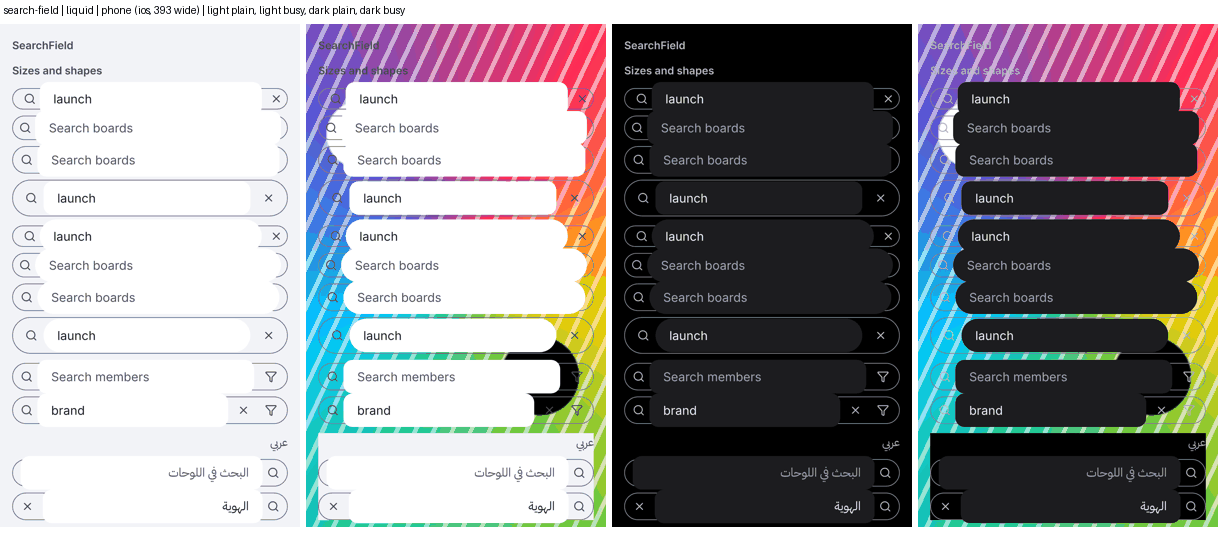 search-field | liquid | phone (ios, 393 wide) | light plain, light busy, dark plain, dark busy
SearchField
Sizes and shapes
launch
Search boards
Search boards
launch
launch
Search boards
Search boards
launch
Search members
brand
عربي
البحث في اللوحات
الهوية
SearchField
Sizes and shapes
launch
Search boards
Search boards
launch
launch
Search boards
Search boards
launch
Search members
brand
عربي
البحث في اللوحات
الهوية
SearchField
Sizes and shapes
launch
Search boards
Search boards
launch
launch
Search boards
Search boards
launch
Search members
brand
عربي
البحث في اللوحات
الهوية
SearchField
Sizes and shapes
launch
Search boards
Search boards
launch
launch
Search boards
Search boards
launch
Search members
brand
عربي
البحث في اللوحات
الهوية